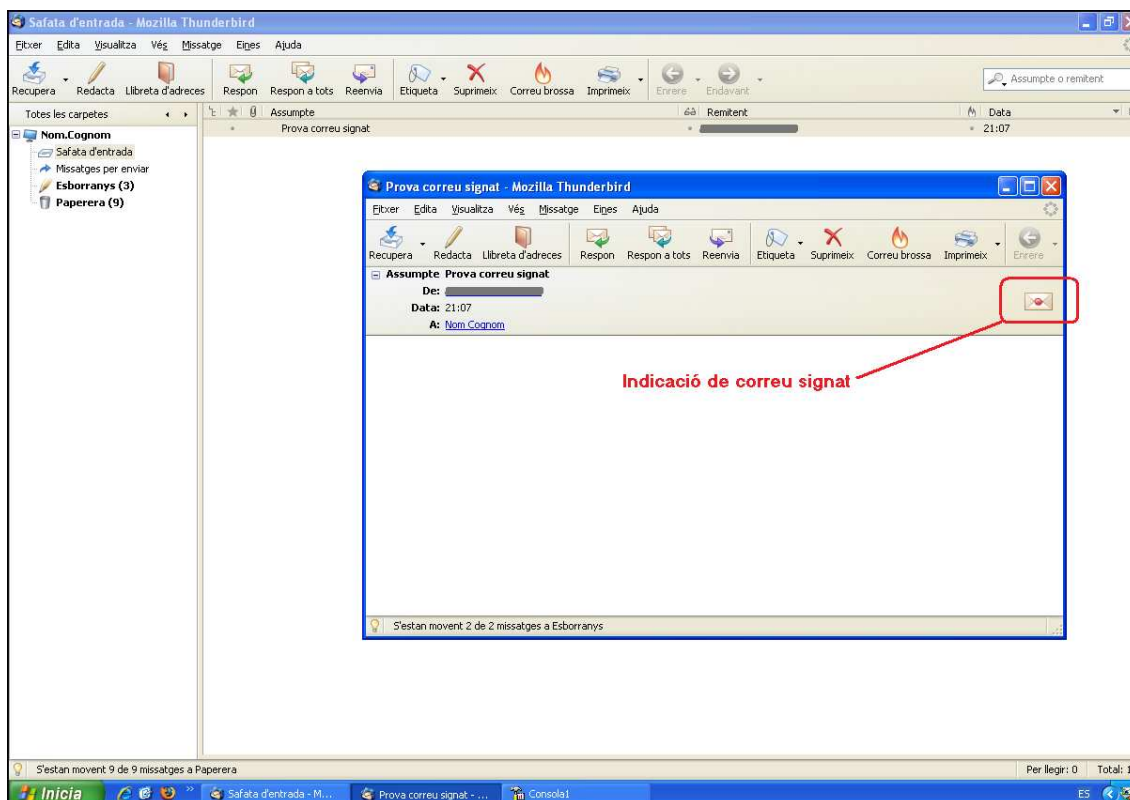 Safata d'entrada - Mozilla Thunderbird
Fitxer Edita Visualitza Vés Missatge Eines Ajuda
Recupera Redacta Llibreta d'adreces Respon Respon a tots Reenvia Etiqueta Suprimeix Correu brossa Imprimeix Enrere Endavant Assumpte o remitent
Totes les carpetes Assumpte Remitent Data
Nom.Cognom Prova correu signat 21:07
Safata d'entrada
Missatges per enviar
Esborranys (3)
Paperera (9)
Prova correu signat - Mozilla Thunderbird
Fitxer Edita Visualitza Vés Missatge Eines Ajuda
Recupera Redacta Llibreta d'adreces Respon Respon a tots Reenvia Etiqueta Suprimeix Correu brossa Imprimeix Enrere
Assumpte Prova correu signat
De:
Data: 21:07
A: Nom Cognom
Indicació de correu signat
S'estan movent 2 de 2 missatges a Esborranys
S'estan movent 9 de 9 missatges a Paperera Per llegir: 0 Total: 1
Inicia Safata d'entrada - M... Prova correu signat - ... Consola1 ES